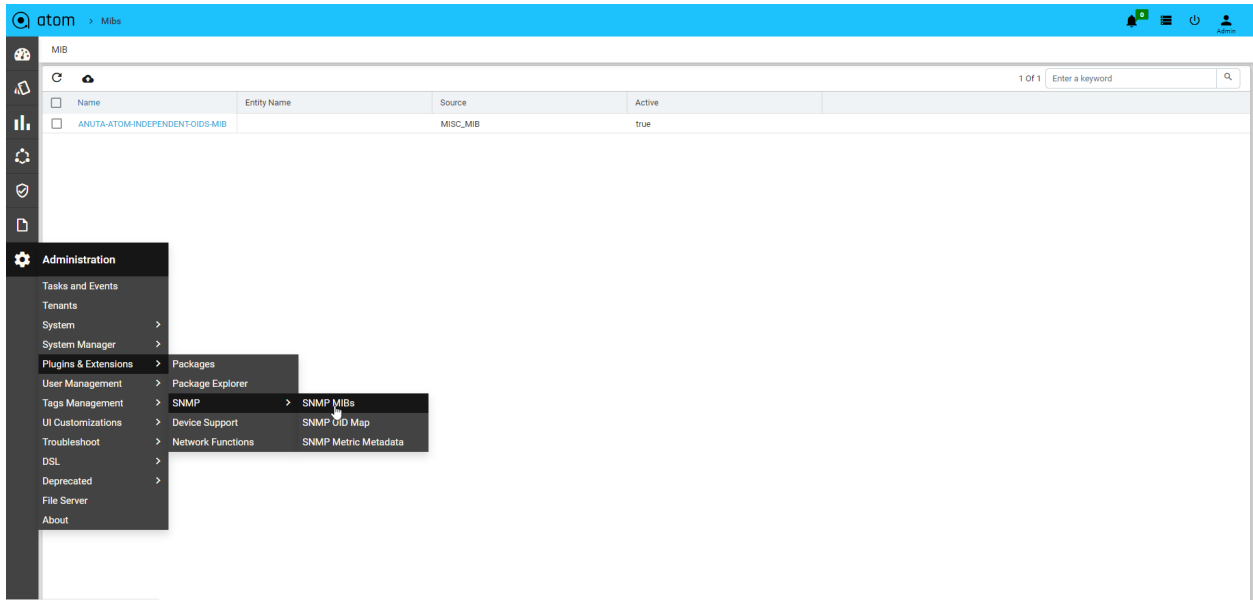 atom > Mibs
0
Admin
MIB
1 Of 1 Enter a keyword
Name Entity Name Source Active
ANUTA-ATOM-INDEPENDENT-OIDS-MIB MISC_MIB true
Administration
Tasks and Events
Tenants
System >
System Manager >
Plugins & Extensions > Packages
User Management > Package Explorer
Tags Management > SNMP > SNMP MIBs
UI Customizations > Device Support SNMP OID Map
Troubleshoot > Network Functions SNMP Metric Metadata
DSL >
Deprecated >
File Server
About